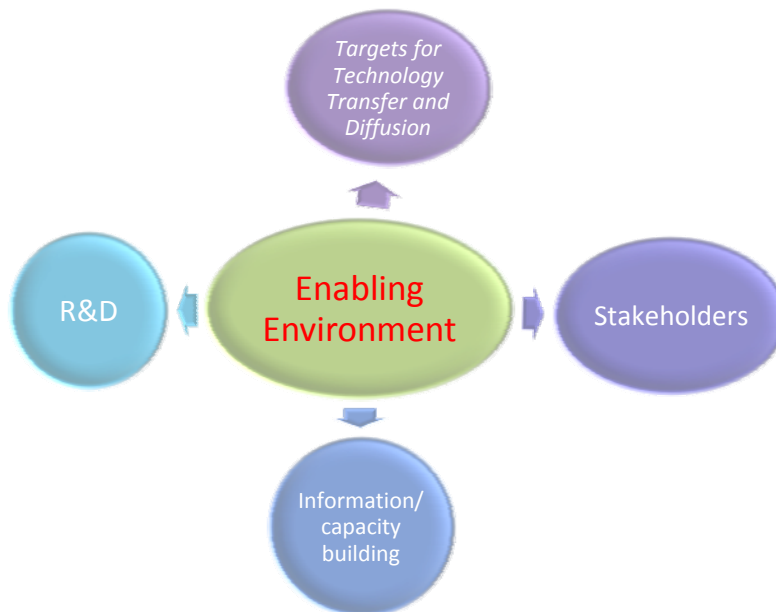 Targets for
Technology
Transfer and
Diffusion
R&D
Enabling
Environment
Stakeholders
Information/
capacity
building